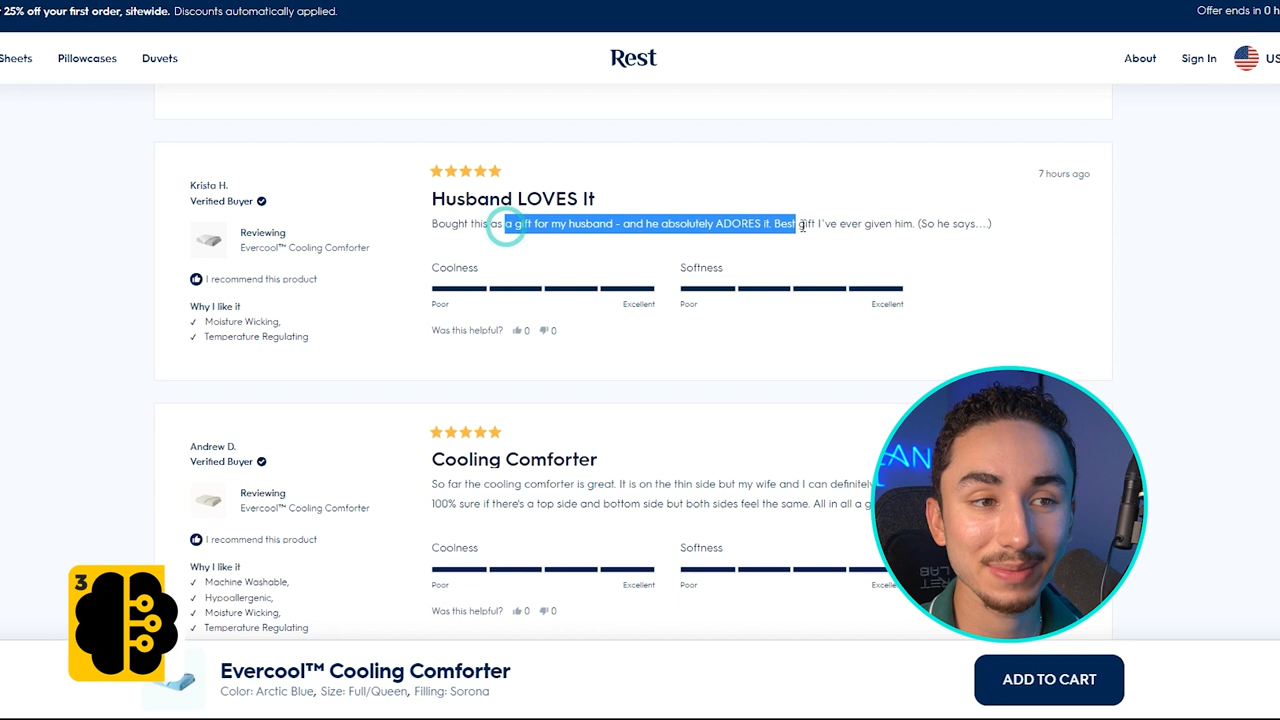 25% off your first order, sitewide. Discounts automatically applied.
Offer ends in 0 h
Sheets
Pillowcases
Duvets
Rest
About
Sign In
US
Krista H.
Verified Buyer
Reviewing
Evercool™ Cooling Comforter
I recommend this product
Why I like it
✓ Moisture Wicking,
✓ Temperature Regulating
Husband LOVES It
7 hours ago
Bought this as a gift for my husband - and he absolutely ADORES it. Best gift I've ever given him. (So he says....)
Coolness
Poor
Excellent
Softness
Poor
Excellent
Was this helpful? 0 0
Andrew D.
Verified Buyer
Reviewing
Evercool™ Cooling Comforter
I recommend this product
Why I like it
✓ Machine Washable,
✓ Hypoallergenic,
✓ Moisture Wicking,
✓ Temperature Regulating
Cooling Comforter
So far the cooling comforter is great. It is on the thin side but my wife and I can definitely
100% sure if there's a top side and bottom side but both sides feel the same. All in all a g
Coolness
Poor
Excellent
Softness
Poor
Excelle
Was this helpful? 0 0
AN
LAB
3
Evercool™ Cooling Comforter
Color: Arctic Blue, Size: Full/Queen, Filling: Sorona
ADD TO CART